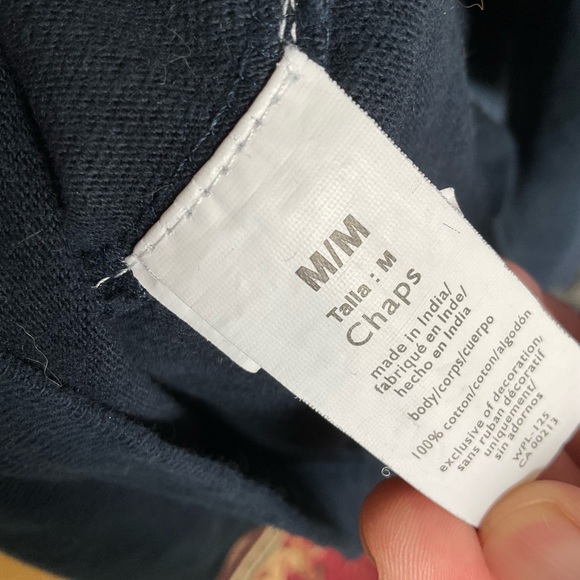 M/M
Talla : M
Chaps
made in India/
fabriqué en Inde/
hecho en India
body/corps/cuerpo
100% cotton/coton/algodón
exclusive of decoration/
sans ruban décoratif
uniquement/
sin adornos
WPL 125
CA 00213